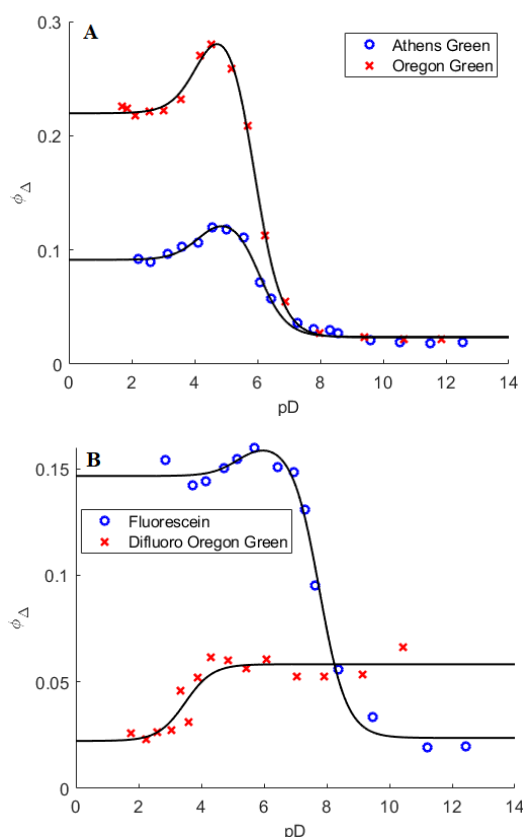 A
Athens Green
Oregon Green
0.3
0.2
0.1
0
ϕ Δ
0 2 4 6 8 10 12 14
pD
B
Fluorescein
Difluoro Oregon Green
0.15
0.1
0.05
0
ϕ Δ
0 2 4 6 8 10 12 14
pD